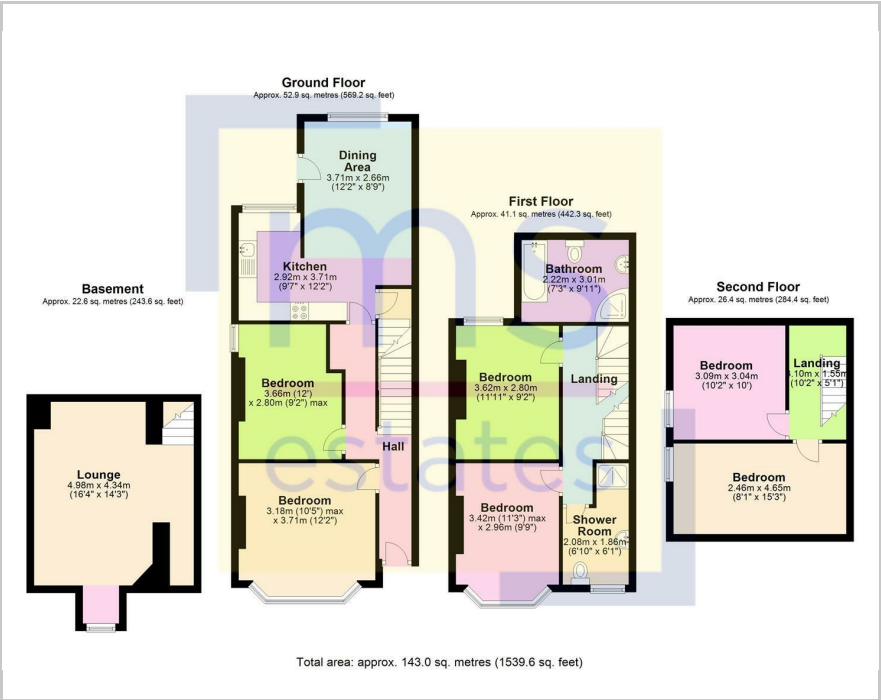 Ground Floor
Approx. 52.9 sq. metres (569.2 sq. feet)
Dining
Area
3.71m x 2.66m
(12'2" x 8'9")
Kitchen
2.92m x 3.71m
(9'7" x 12'2")
Bedroom
3.66m (12')
x 2.80m (9'2") max
Hall
Bedroom
3.18m (10'5") max
x 3.71m (12'2")
First Floor
Approx. 41.1 sq. metres (442.3 sq. feet)
Bathroom
2.22m x 3.01m
(7'3" x 9'11")
Bedroom
3.62m x 2.80m
(11'11" x 9'2")
Landing
Bedroom
3.42m (11'3") max
x 2.96m (9'9")
Shower
Room
2.08m x 1.86m
(6'10" x 6'1")
Basement
Approx. 22.6 sq. metres (243.6 sq. feet)
Lounge
4.98m x 4.34m
(16'4" x 14'3")
Second Floor
Approx. 26.4 sq. metres (284.4 sq. feet)
Bedroom
3.09m x 3.04m
(10'2" x 10')
Landing
3.10m x 1.55m
(10'2" x 5'1")
Bedroom
2.46m x 4.65m
(8'1" x 15'3")
ms
estates
Total area: approx. 143.0 sq. metres (1539.6 sq. feet)